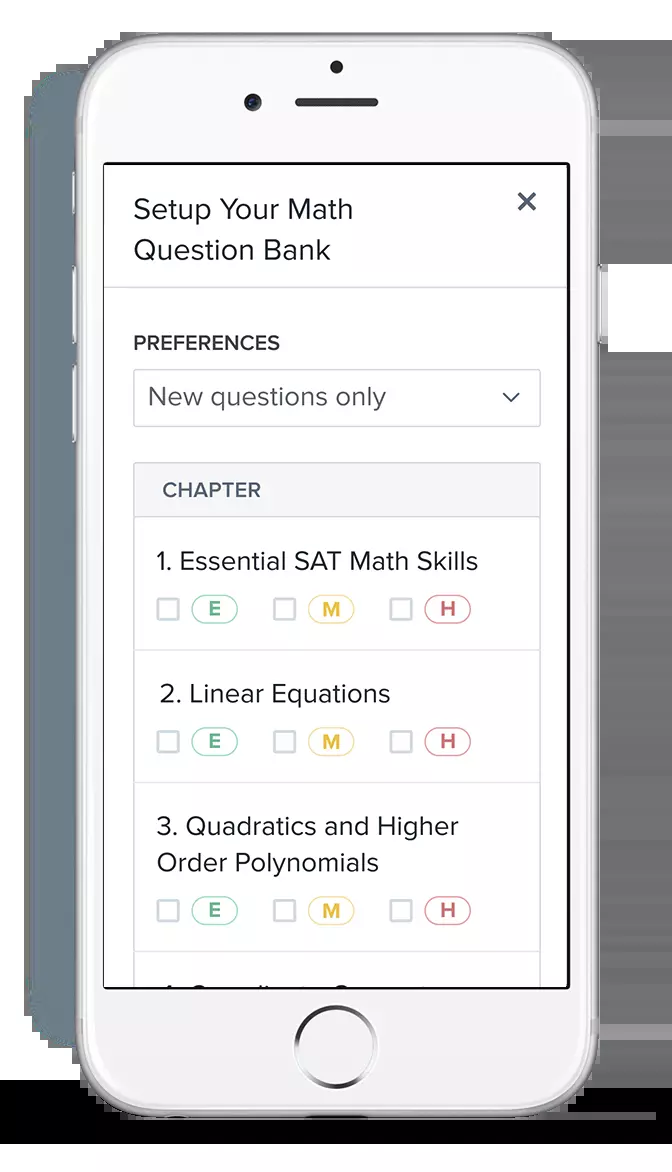 Setup Your Math
Question Bank
PREFERENCES
New questions only
CHAPTER
1. Essential SAT Math Skills
E M H
2. Linear Equations
E M H
3. Quadratics and Higher
Order Polynomials
E M H